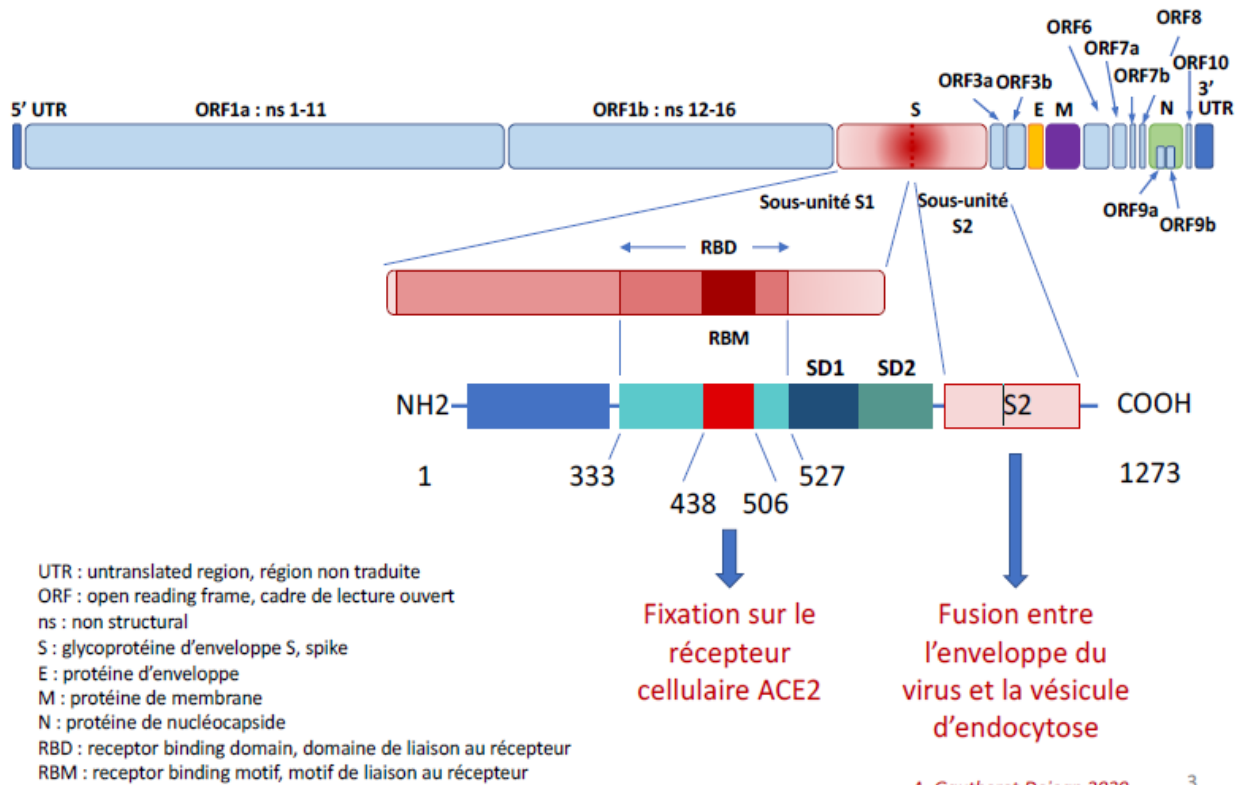 ORF8
ORF6
ORF7a
ORF10
ORF3a ORF3b
ORF7b
3'
5' UTR
ORF1a : ns 1-11
ORF1b : ns 12-16
S
E M
N
UTR
Sous-unité S1
Sous-unité
S2
ORF9a
ORF9b
RBD
RBM
SD1
SD2
NH2
S2
COOH
1
333
438
506
527
1273
UTR : untranslated region, région non traduite
ORF : open reading frame, cadre de lecture ouvert
ns : non structural
S : glycoprotéine d'enveloppe S, spike
E : protéine d'enveloppe
M : protéine de membrane
N : protéine de nucléocapside
RBD : receptor binding domain, domaine de liaison au récepteur
RBM : receptor binding motif, motif de liaison au récepteur
Fixation sur le
récepteur
cellulaire ACE2
Fusion entre
l'enveloppe du
virus et la vésicule
d'endocytose
3